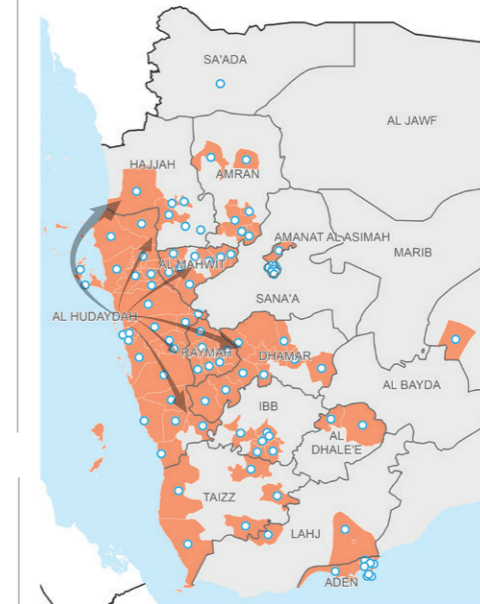 SA'ADA
AL JAWF
HAJJAH
AMRAN
AMANAT AL ASIMAH
MARIB
AL MAHWIT
SANA'A
AL HUDAYDAH
RAYMAH
DHAMAR
AL BAYDA
IBB
AL
DHALE'E
TAIZZ
LAHJ
ADEN